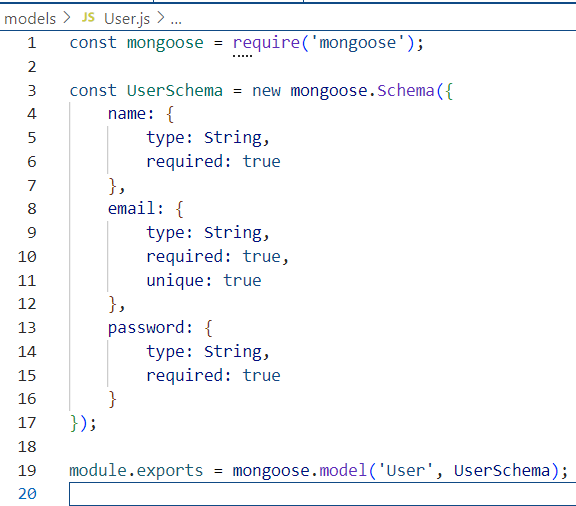 models > JS User.js > ...
1 const mongoose = require('mongoose');
2
3 const UserSchema = new mongoose.Schema({
4     name: {
5         type: String,
6         required: true
7     },
8     email: {
9         type: String,
10         required: true,
11         unique: true
12     },
13     password: {
14         type: String,
15         required: true
16     }
17 });
18
19 module.exports = mongoose.model('User', UserSchema);
20